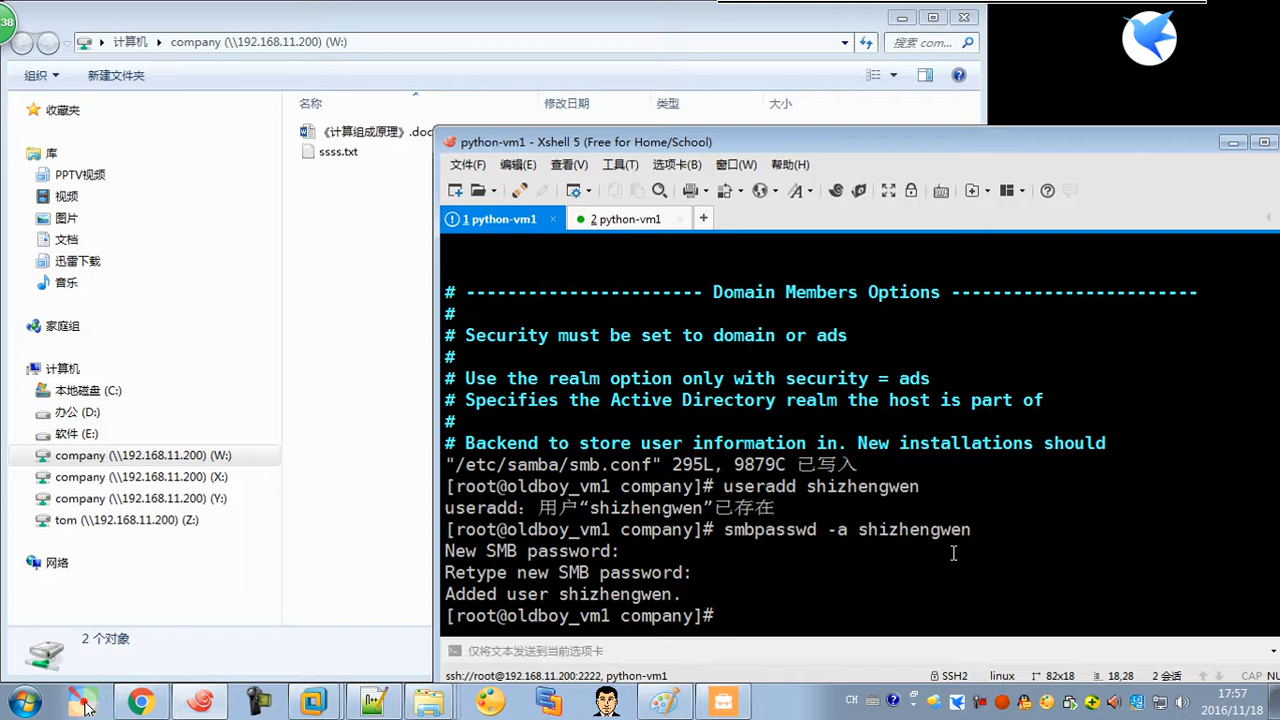 38
计算机 company (\\192.168.11.200) (W:)
搜索 com...
组织 新建文件夹
名称 修改日期 类型 大小
收藏夹
库
PPTV视频
视频
图片
文档
迅雷下载
音乐
家庭组
计算机
本地磁盘 (C:)
办公 (D:)
软件 (E:)
company (\\192.168.11.200) (W:)
company (\\192.168.11.200) (X:)
company (\\192.168.11.200) (Y:)
tom (\\192.168.11.200) (Z:)
网络
《计算组成原理》.doc
ssss.txt
2 个对象
python-vm1 - Xshell 5 (Free for Home/School)
文件(F) 编辑(E) 查看(V) 工具(T) 选项卡(B) 窗口(W) 帮助(H)
1 python-vm1 × 2 python-vm1 × +
# ----------------------- Domain Members Options ------------------------
#
# Security must be set to domain or ads
#
# Use the realm option only with security = ads
# Specifies the Active Directory realm the host is part of
#
# Backend to store user information in. New installations should
"/etc/samba/smb.conf" 295L, 9879C 已写入
[root@oldboy_vm1 company]# useradd shizhengwen
useradd：用户“shizhengwen”已存在
[root@oldboy_vm1 company]# smbpasswd -a shizhengwen
New SMB password:
Retype new SMB password:
Added user shizhengwen.
[root@oldboy_vm1 company]#
仅将文本发送到当前选项卡
ssh://root@192.168.11.200:2222, python-vm1 SSH2 linux 82x18 18,28 2 会话 CAP NU
CH 17:57
2016/11/18